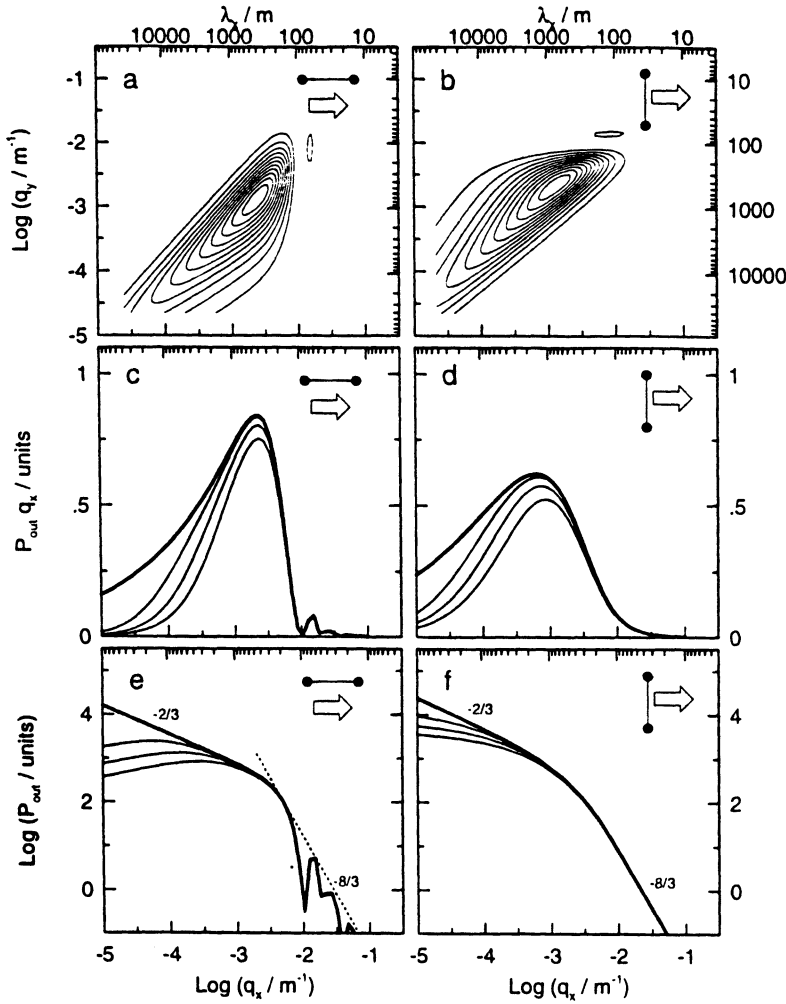 λx / m λx / m
10000 1000 100 10 10000 1000 100 10
a b
-1 10
-2 100
-3 1000
-4 10000
-5
Log (qy / m-1)
c d
1 1
.5 .5
0 0
Pout qx / units
e f
-2/3 -2/3
-8/3 -8/3
4 4
2 2
0 0
Log (Pout / units)
-5 -4 -3 -2 -1 -5 -4 -3 -2 -1
Log (qx / m-1) Log (qx / m-1)